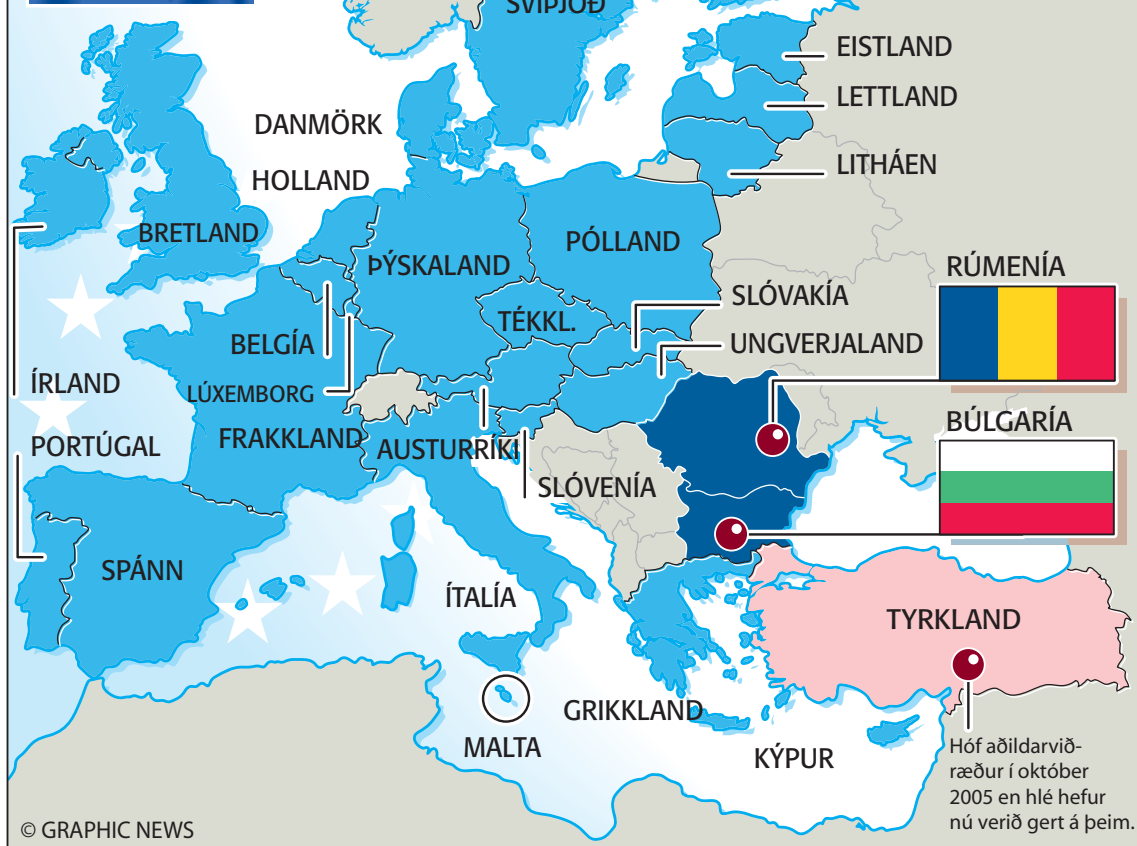 SVÍÞJÓÐ
EISTLAND
LETTLAND
DANMÖRK
LITHÁEN
HOLLAND
BRETLAND
PÓLLAND
ÞÝSKALAND
RÚMENÍA
SLÓVAKÍA
TÉKKL.
UNGVERJALAND
BELGÍA
ÍRLAND
LÚXEMBORG
BÚLGARÍA
PORTÚGAL
FRAKKLAND
AUSTURRÍKI
SLÓVENÍA
SPÁNN
ÍTALÍA
TYRKLAND
GRIKKLAND
MALTA
KÝPUR
Hóf aðildarvið-
ræður í október
2005 en hlé hefur
nú verið gert á þeim.
© GRAPHIC NEWS